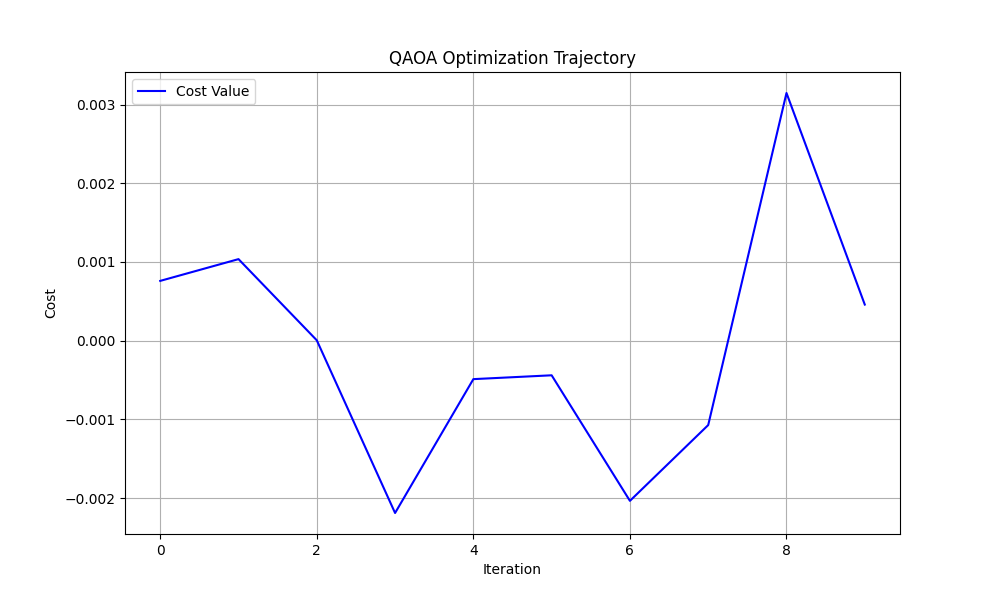 QAOA Optimization Trajectory
Cost Value
0.003
0.002
0.001
0.000
−0.001
−0.002
Cost
0 2 4 6 8
Iteration